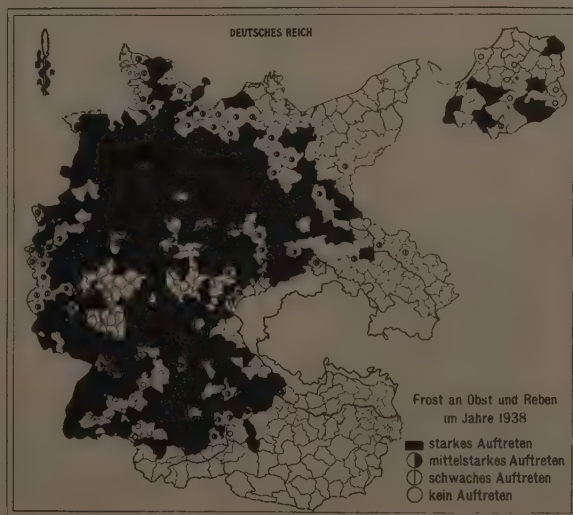 DEUTSCHES REICH
Frost an Obst und Reben
im Jahre 1938
starkes Auftreten
mittelstarkes Auftreten
schwaches Auftreten
kein Auftreten